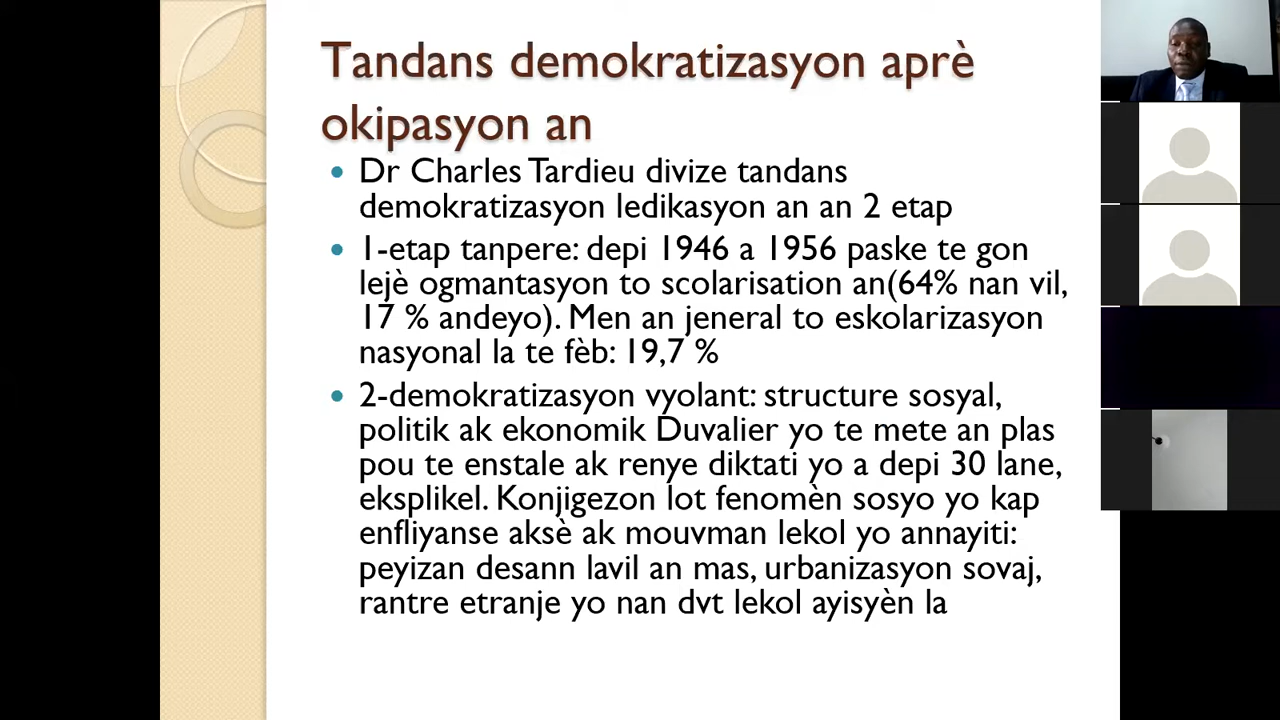 Tandans demokratizasyon aprè
okipasyon an
Dr Charles Tardieu divize tandans
demokratizasyon ledikasyon an an 2 etap
1-etap tanpere: depi 1946 a 1956 paske te gon
lejè ogmantasyon to scolarisation an(64% nan vil,
17 % andeyo). Men an jeneral to eskolarizasyon
nasyonal la te fèb: 19,7 %
2-demokratizasyon vyolant: structure sosyal,
politik ak ekonomik Duvalier yo te mete an plas
pou te enstale ak renye diktati yo a depi 30 lane,
eksplikel. Konjigezon lot fenomèn sosyo yo kap
enfliyanse aksè ak mouvman lekol yo annayiti:
peyizan desann lavil an mas, urbanizasyon sovaj,
rantre etranje yo nan dvt lekol ayisyèn la